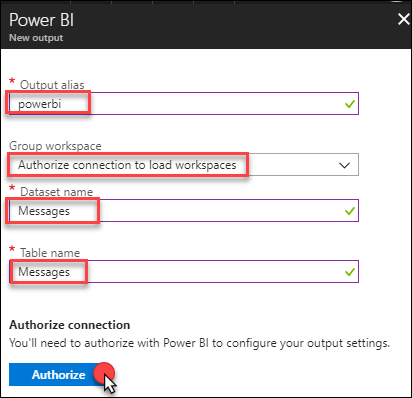 Power BI
New output
* Output alias
powerbi
Group workspace
Authorize connection to load workspaces
* Dataset name
Messages
* Table name
Messages
Authorize connection
You'll need to authorize with Power BI to configure your output settings.
Authorize